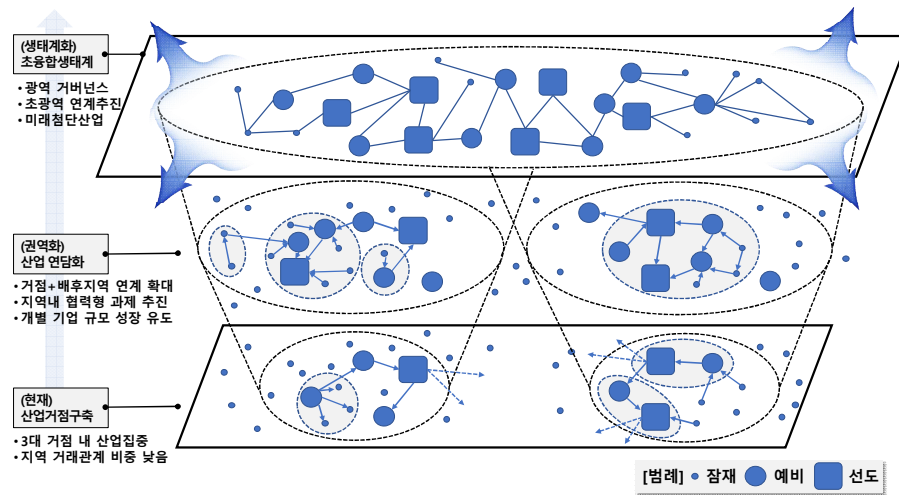 (생태계화)
초융합생태계
• 광역 거버넌스
• 초광역 연계추진
• 미래첨단산업
(권역화)
산업 연담화
• 거점+배후지역 연계 확대
• 지역내 협력형 과제 추진
• 개별 기업 규모 성장 유도
(현재)
산업거점구축
• 3대 거점 내 산업집중
• 지역 거래관계 비중 낮음
[범례] 잠재 예비 선도